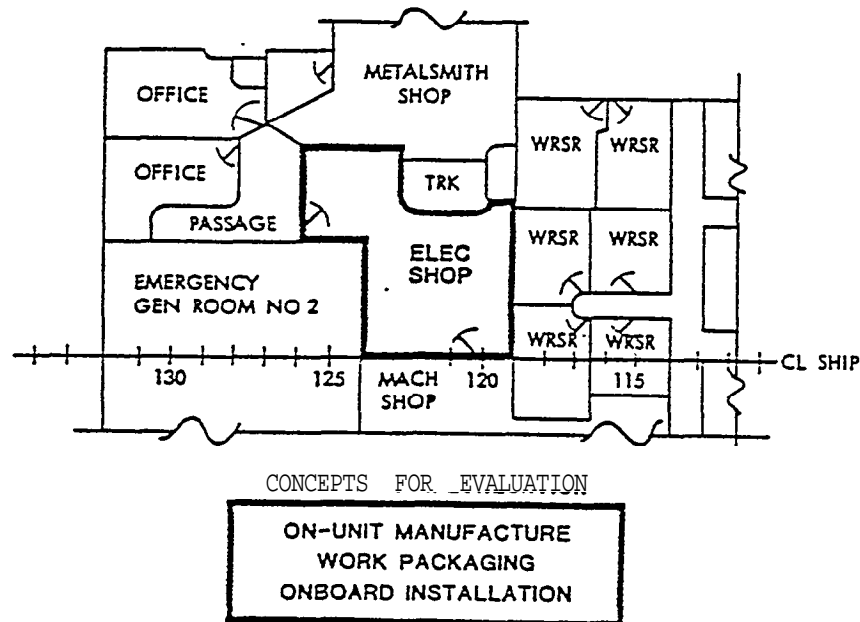 METALSMITH
SHOP
OFFICE
WRSR
WRSR
OFFICE
TRK
PASSAGE
ELEC
SHOP
WRSR
WRSR
EMERGENCY
GEN ROOM NO 2
WRSR
WRSR
CL SHIP
130
125
120
115
MACH
SHOP
CONCEPTS FOR EVALUATION
ON-UNIT MANUFACTURE
WORK PACKAGING
ONBOARD INSTALLATION